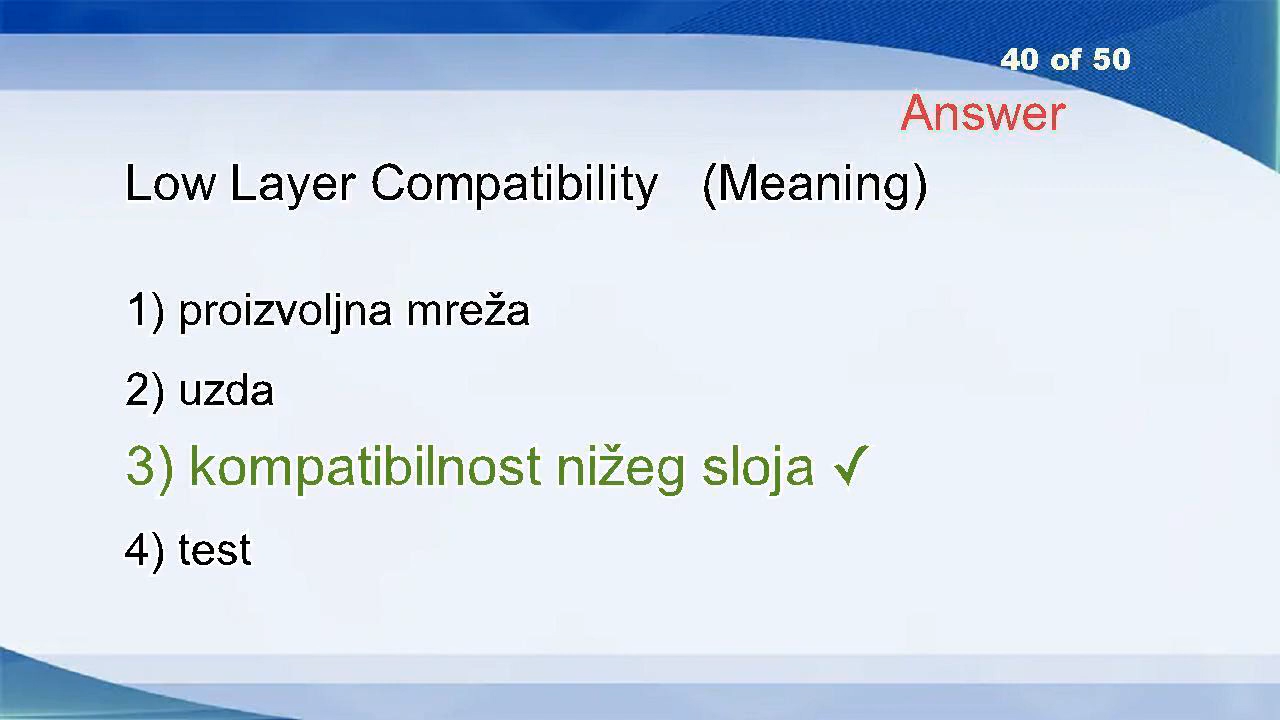 40 of 50
Answer
Low Layer Compatibility (Meaning)
1) proizvoljna mreža
2) uzda
3) kompatibilnost nižeg sloja ✓
4) test